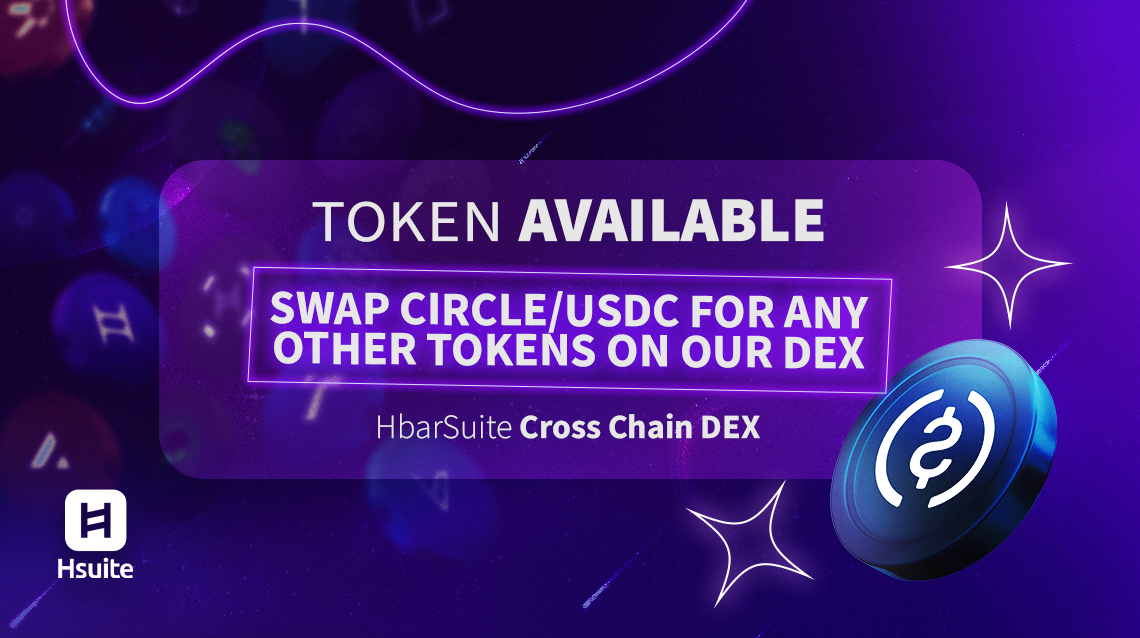 TOKEN AVAILABLE
SWAP CIRCLE/USDC FOR ANY
OTHER TOKENS ON OUR DEX
HbarSuite Cross Chain DEX
Hsuite